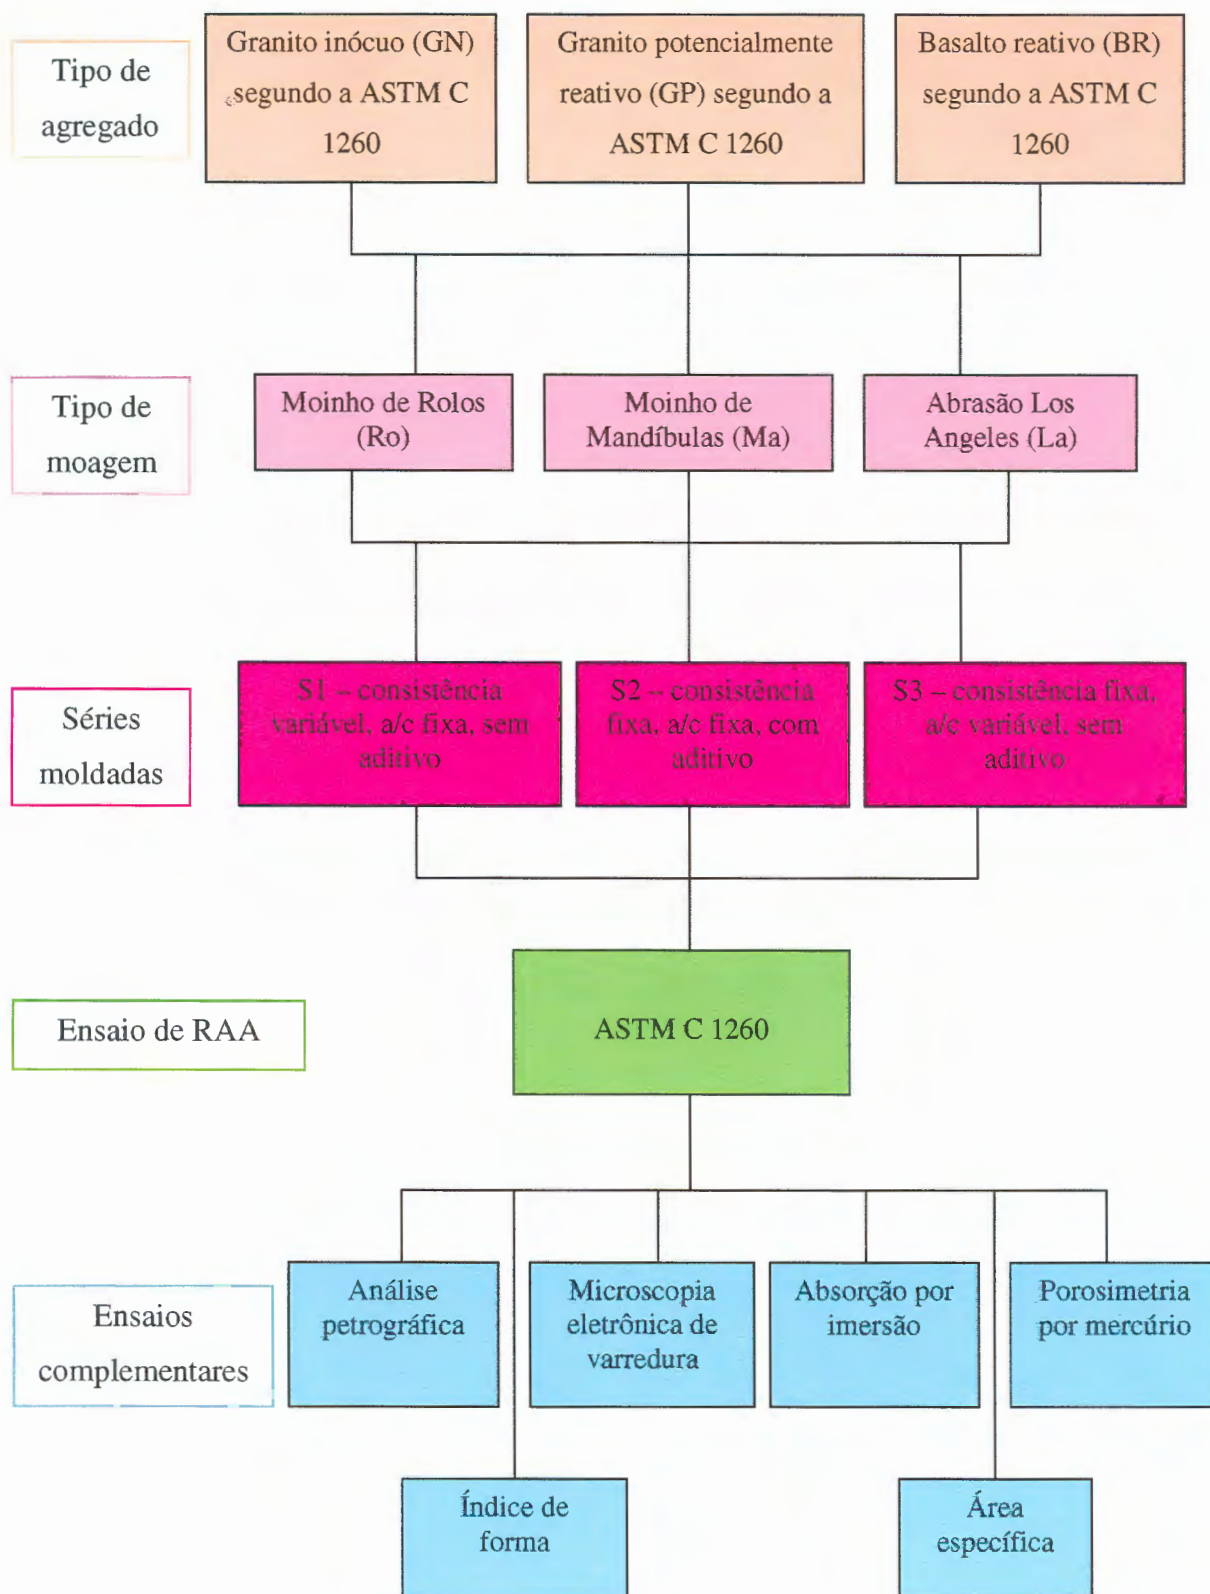 Tipo de
agregado
Granito inócuo (GN)
segundo a ASTM C
1260
Granito potencialmente
reativo (GP) segundo a
ASTM C 1260
Basalto reativo (BR)
segundo a ASTM C
1260
Tipo de
moagem
Moinho de Rolos
(Ro)
Moinho de
Mandíbulas (Ma)
Abrasão Los
Angeles (La)
Séries
moldadas
S1 – consistência
variável, a/c fixa, sem
aditivo
S2 – consistência
fixa, a/c fixa, com
aditivo
S3 – consistência fixa,
a/c variável, sem
aditivo
Ensaio de RAA
ASTM C 1260
Ensaios
complementares
Análise
petrográfica
Microscopia
eletrônica de
varredura
Absorção por
imersão
Porosimetria
por mercúrio
Índice de
forma
Área
específica